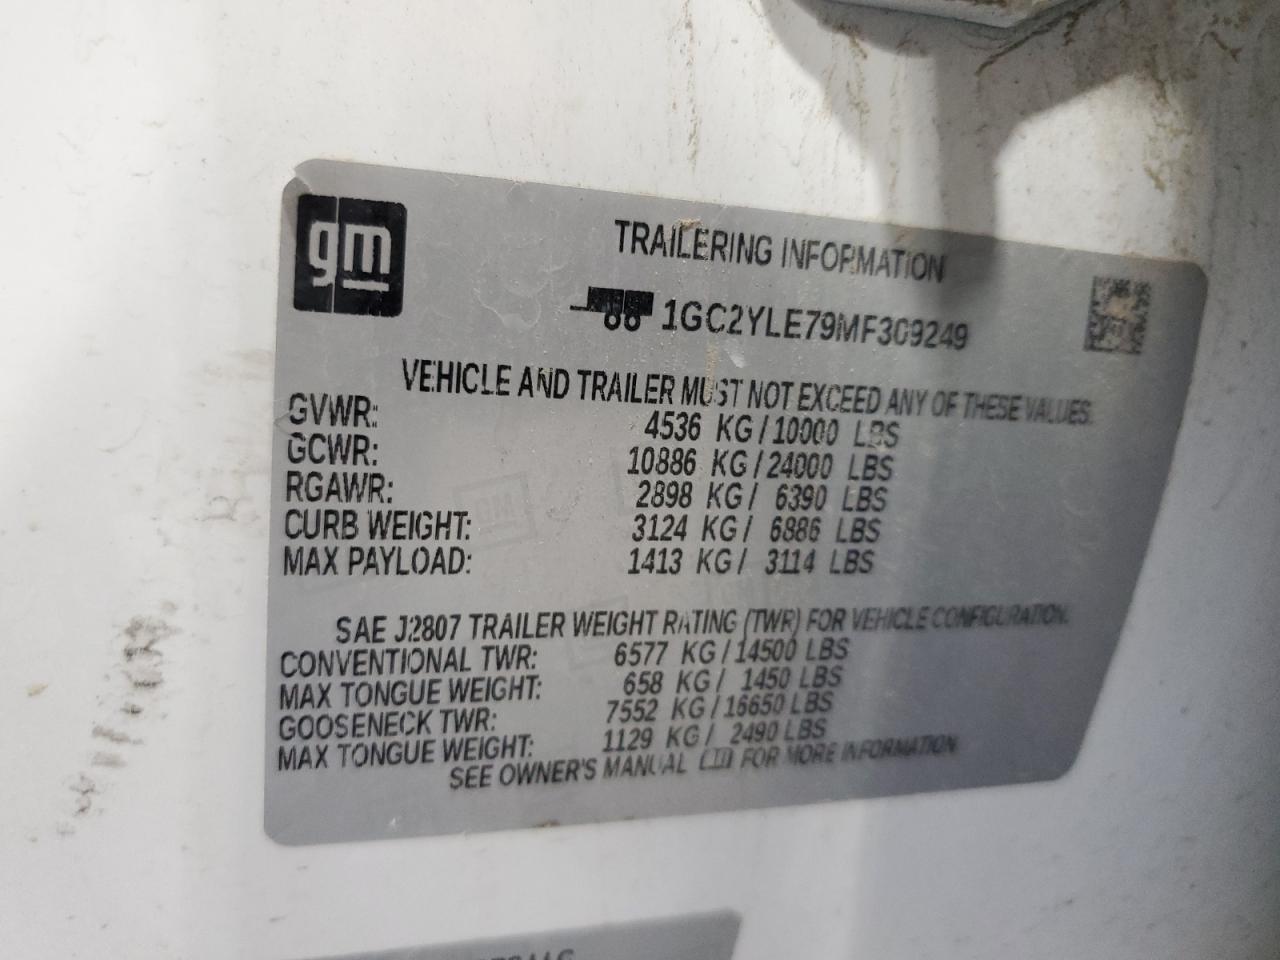 gm
TRAILERING INFORMATION
1GC2YLE79MF309249
VEHICLE AND TRAILER MUST NOT EXCEED ANY OF THESE VALUES.
GVWR: 4536 KG / 10000 LBS
GCWR: 10886 KG / 24000 LBS
RGAWR: 2898 KG / 6390 LBS
CURB WEIGHT: 3124 KG / 6886 LBS
MAX PAYLOAD: 1413 KG / 3114 LBS
SAE J2807 TRAILER WEIGHT RATING (TWR) FOR VEHICLE CONFIGURATION.
CONVENTIONAL TWR: 6577 KG / 14500 LBS
MAX TONGUE WEIGHT: 658 KG / 1450 LBS
GOOSENECK TWR: 7552 KG / 16650 LBS
MAX TONGUE WEIGHT: 1129 KG / 2490 LBS
SEE OWNER'S MANUAL FOR MORE INFORMATION